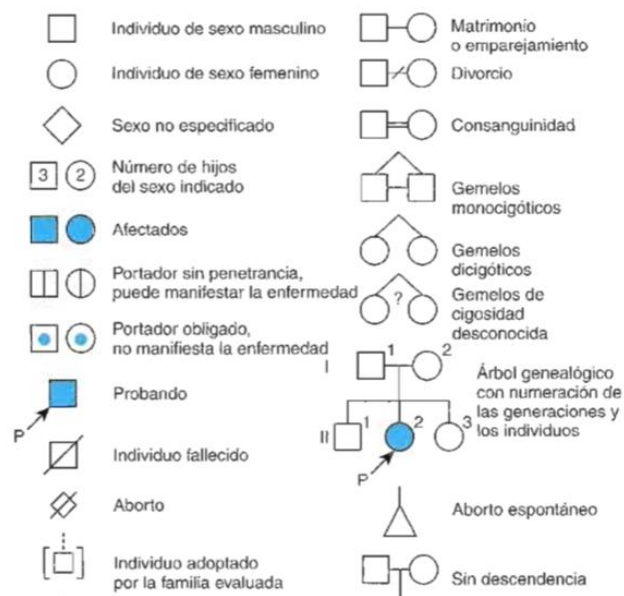 Individuo de sexo masculino
Individuo de sexo femenino
Sexo no especificado
3 2 Número de hijos
del sexo indicado
Afectados
Portador sin penetrancia,
puede manifestar la enfermedad
Portador obligado,
no manifiesta la enfermedad
Probando
P
Individuo fallecido
Aborto
Individuo adoptado
por la familia evaluada
Matrimonio
o emparejamiento
Divorcio
Consanguinidad
Gemelos
monocigóticos
Gemelos
dicigóticos
? Gemelos de
cigosidad
desconocida
I 1 2
II 1 2 3
P
Árbol genealógico
con numeración de
las generaciones y
los individuos
Aborto espontáneo
Sin descendencia